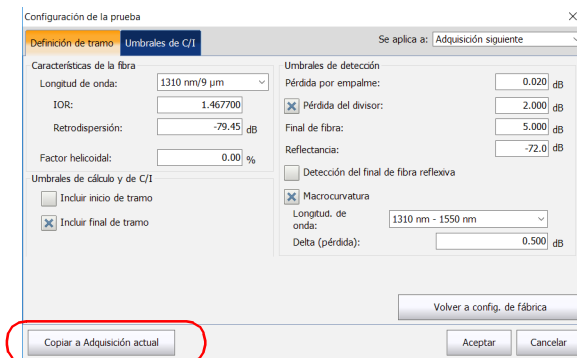 Configuración de la prueba
Definición de tramo
Umbrales de C/I
Se aplica a: Adquisición siguiente
Características de la fibra
Longitud de onda: 1310 nm/9 µm
IOR: 1.467700
Retrodispersión: -79.45 dB
Factor helicoidal: 0.00 %
Umbrales de cálculo y de C/I
Incluir inicio de tramo
Incluir final de tramo
Umbrales de detección
Pérdida por empalme: 0.020 dB
Pérdida del divisor: 2.000 dB
Final de fibra: 5.000 dB
Reflectancia: -72.0 dB
Detección del final de fibra reflexiva
Macrocurvatura
Longitud. de
onda: 1310 nm - 1550 nm
Delta (pérdida): 0.500 dB
Volver a config. de fábrica
Copiar a Adquisición actual
Aceptar
Cancelar